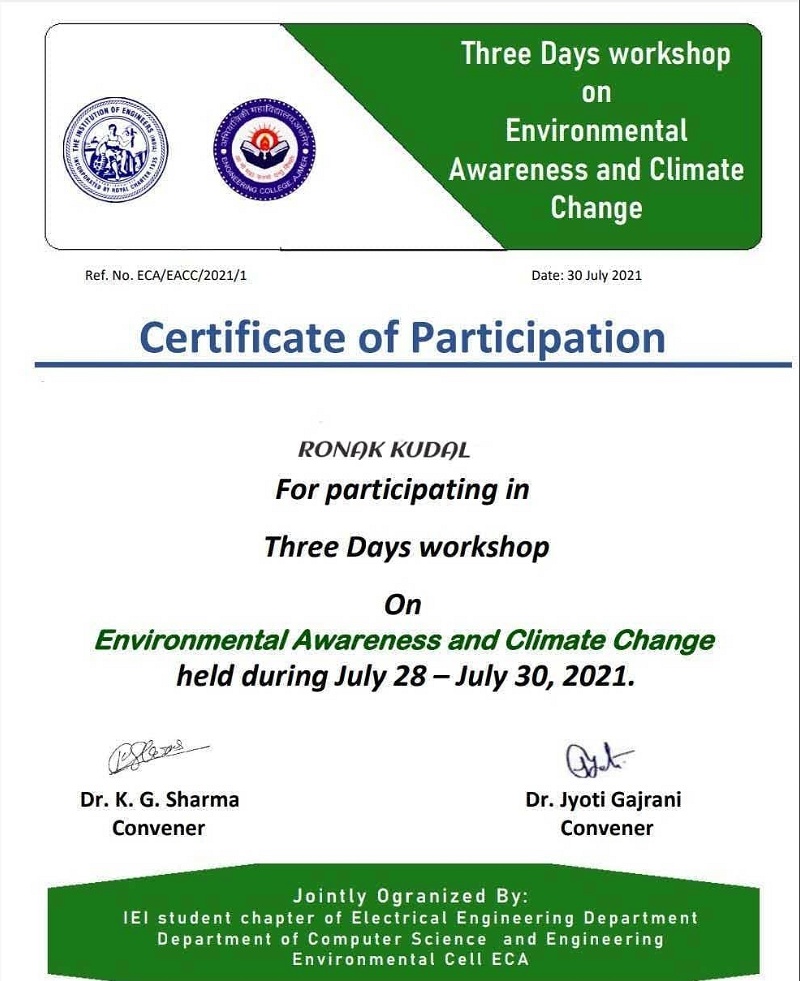 Three Days workshop
on
Environmental
Awareness and Climate
Change
THE INSTITUTION OF ENGINEERS (INDIA)
INCORPORATED BY ROYAL CHARTER 1935
अभियांत्रिकी महाविद्यालय, अजमेर
ENGINEERING COLLEGE AJMER
Ref. No. ECA/EACC/2021/1
Date: 30 July 2021
Certificate of Participation
RONAK KUDAL
For participating in
Three Days workshop
On
Environmental Awareness and Climate Change
held during July 28 – July 30, 2021.
Dr. K. G. Sharma
Convener
Dr. Jyoti Gajrani
Convener
Jointly Ogranized By:
IEI student chapter of Electrical Engineering Department
Department of Computer Science and Engineering
Environmental Cell ECA